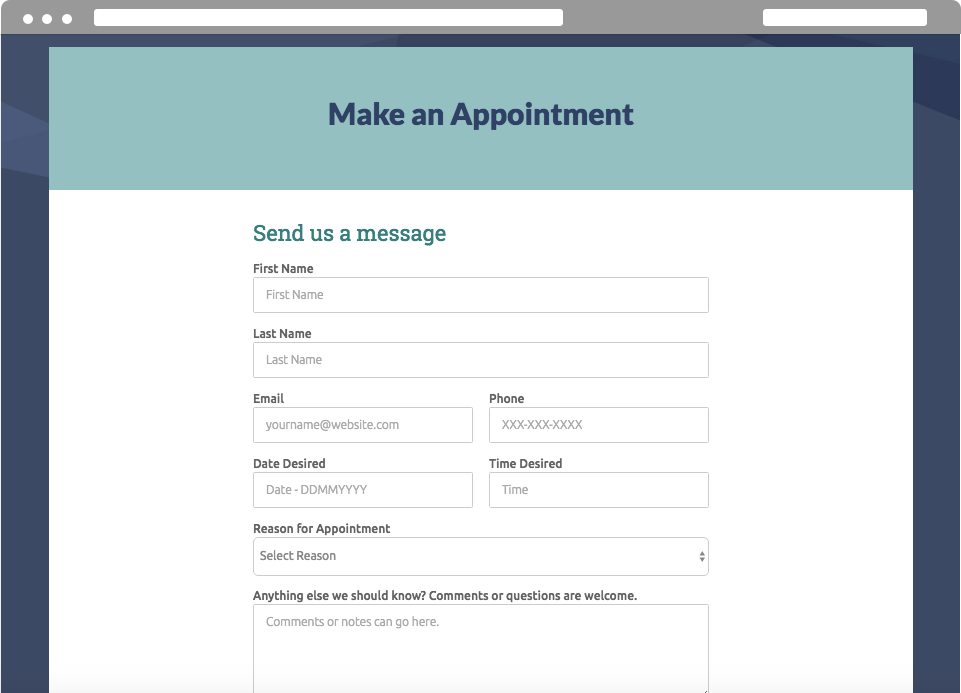 Make an Appointment
Send us a message
First Name
First Name
Last Name
Last Name
Email Phone
yourname@website.com XXX-XXX-XXXX
Date Desired Time Desired
Date - DDMMYYYY Time
Reason for Appointment
Select Reason
Anything else we should know? Comments or questions are welcome.
Comments or notes can go here.